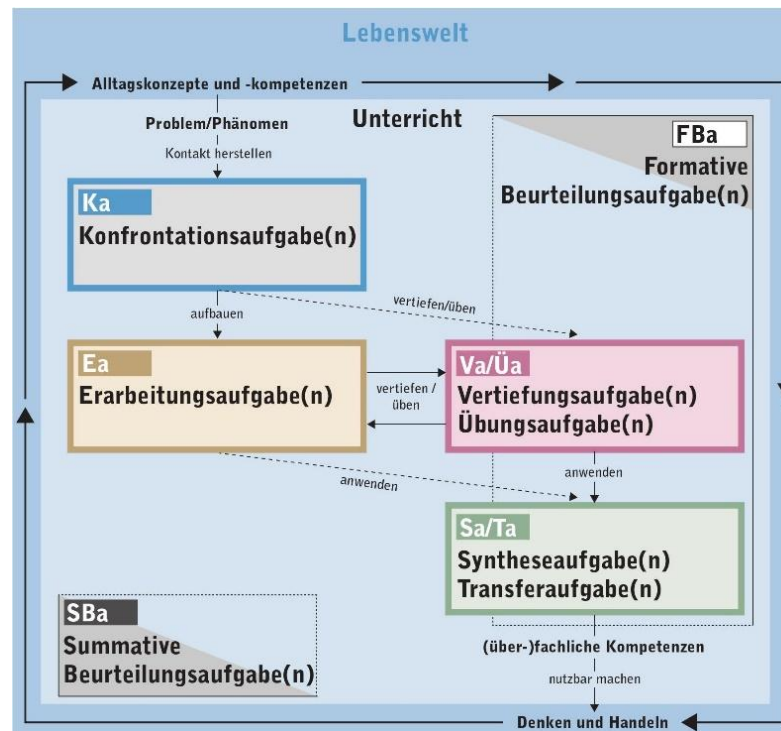 Lebenswelt
Alltagskonzepte und -kompetenzen
Problem/Phänomen
Unterricht
Kontakt herstellen
FBa
Formative
Beurteilungsaufgabe(n)
Ka
Konfrontationsaufgabe(n)
aufbauen
vertiefen/üben
Ea
Erarbeitungsaufgabe(n)
vertiefen /
üben
Va/Üa
Vertiefungsaufgabe(n)
Übungsaufgabe(n)
anwenden
anwenden
Sa/Ta
Syntheseaufgabe(n)
Transferaufgabe(n)
SBa
Summative
Beurteilungsaufgabe(n)
(über-)fachliche Kompetenzen
nutzbar machen
Denken und Handeln